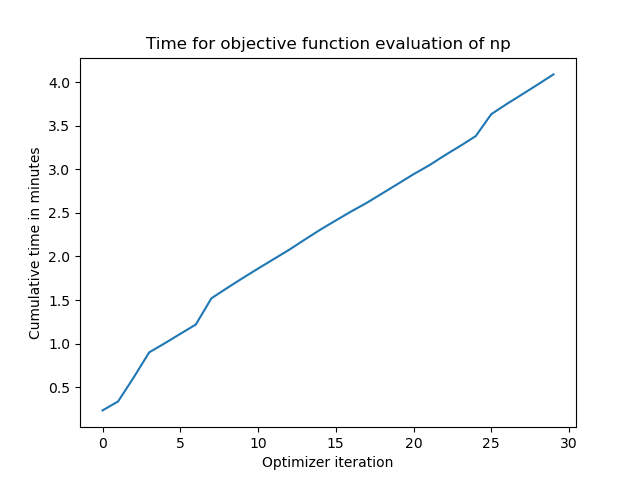 Time for objective function evaluation of np
Cumulative time in minutes
4.0
3.5
3.0
2.5
2.0
1.5
1.0
0.5
0 5 10 15 20 25 30
Optimizer iteration